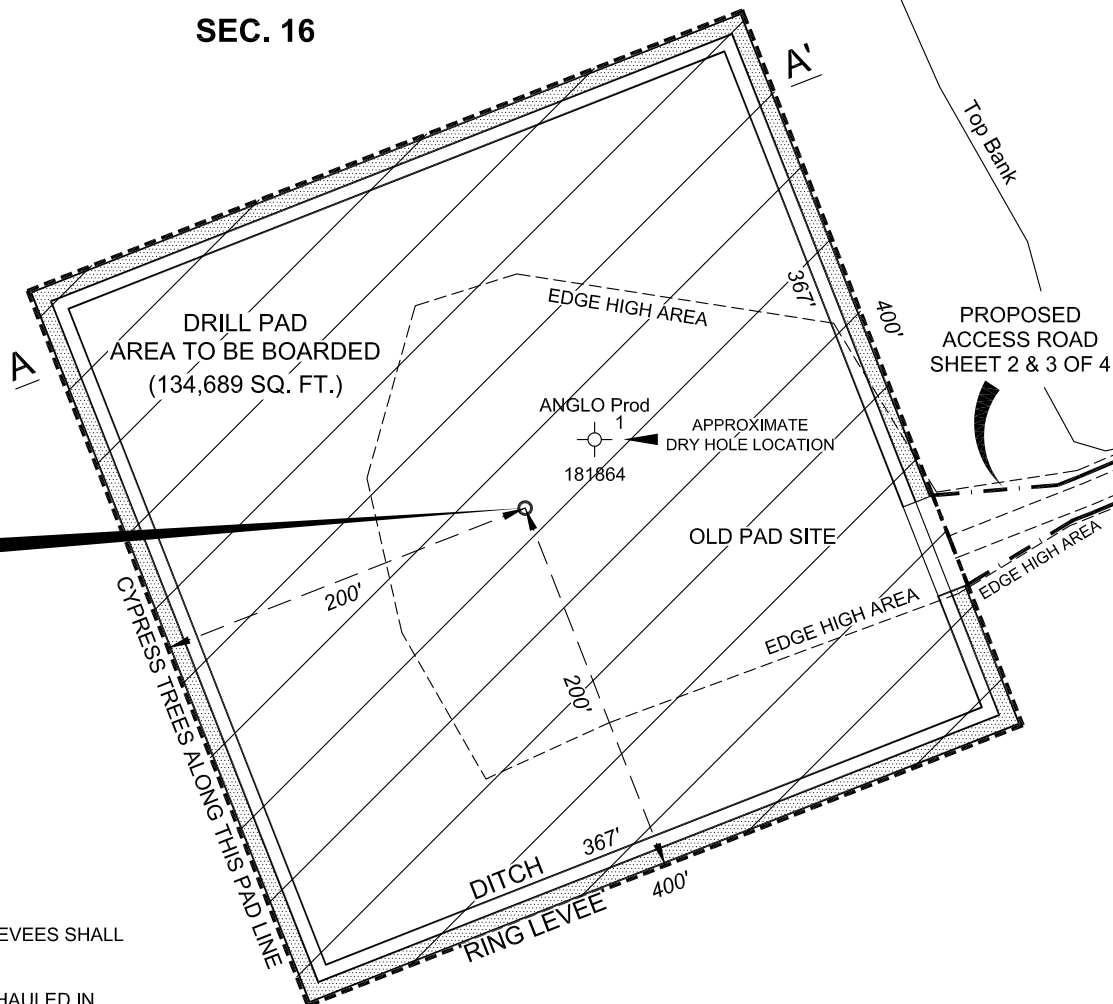 SEC. 16
A'
Top Bank
EDGE HIGH AREA
367'
400'
PROPOSED
ACCESS ROAD
SHEET 2 & 3 OF 4
DRILL PAD
AREA TO BE BOARDED
(134,689 SQ. FT.)
A
ANGLO Prod
1
181864
APPROXIMATE
DRY HOLE LOCATION
OLD PAD SITE
EDGE HIGH AREA
EDGE HIGH AREA
200'
200'
CYPRESS TREES ALONG THIS PAD LINE
DITCH
367'
RING LEVEE
400'
EVEES SHALL
HAULED IN